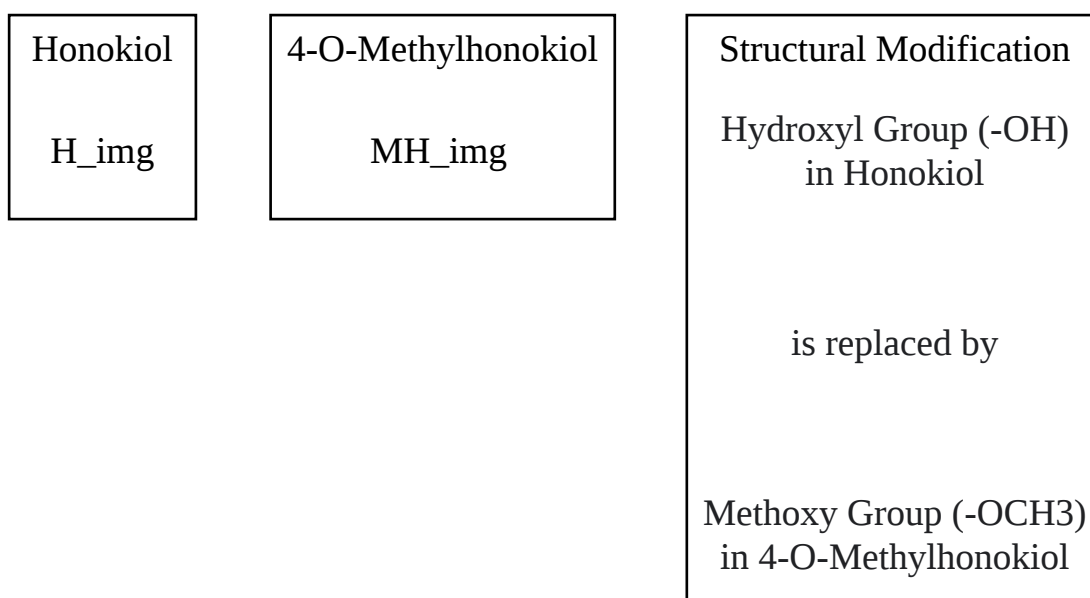 Honokiol
H_img
4-O-Methylhonokiol
MH_img
Structural Modification
Hydroxyl Group (-OH)
in Honokiol
is replaced by
Methoxy Group (-OCH3)
in 4-O-Methylhonokiol